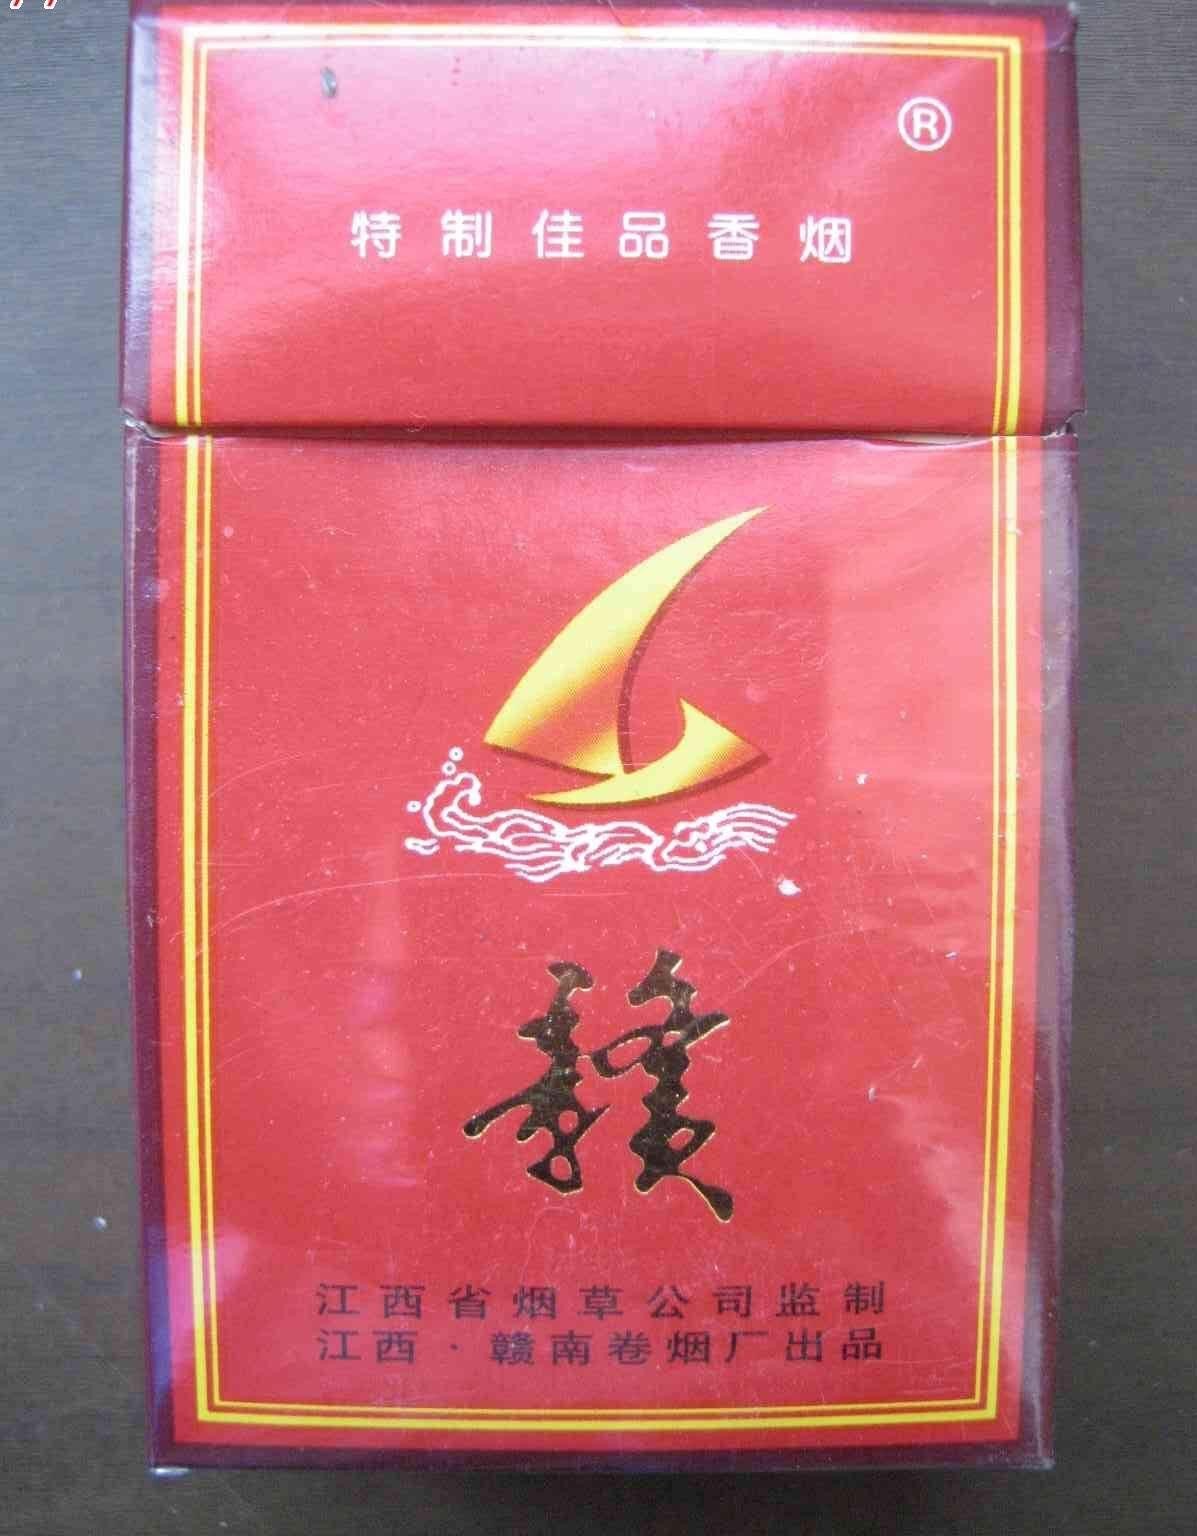 ®
特制佳品香烟
赣
江西省烟草公司监制
江西·赣南卷烟厂出品